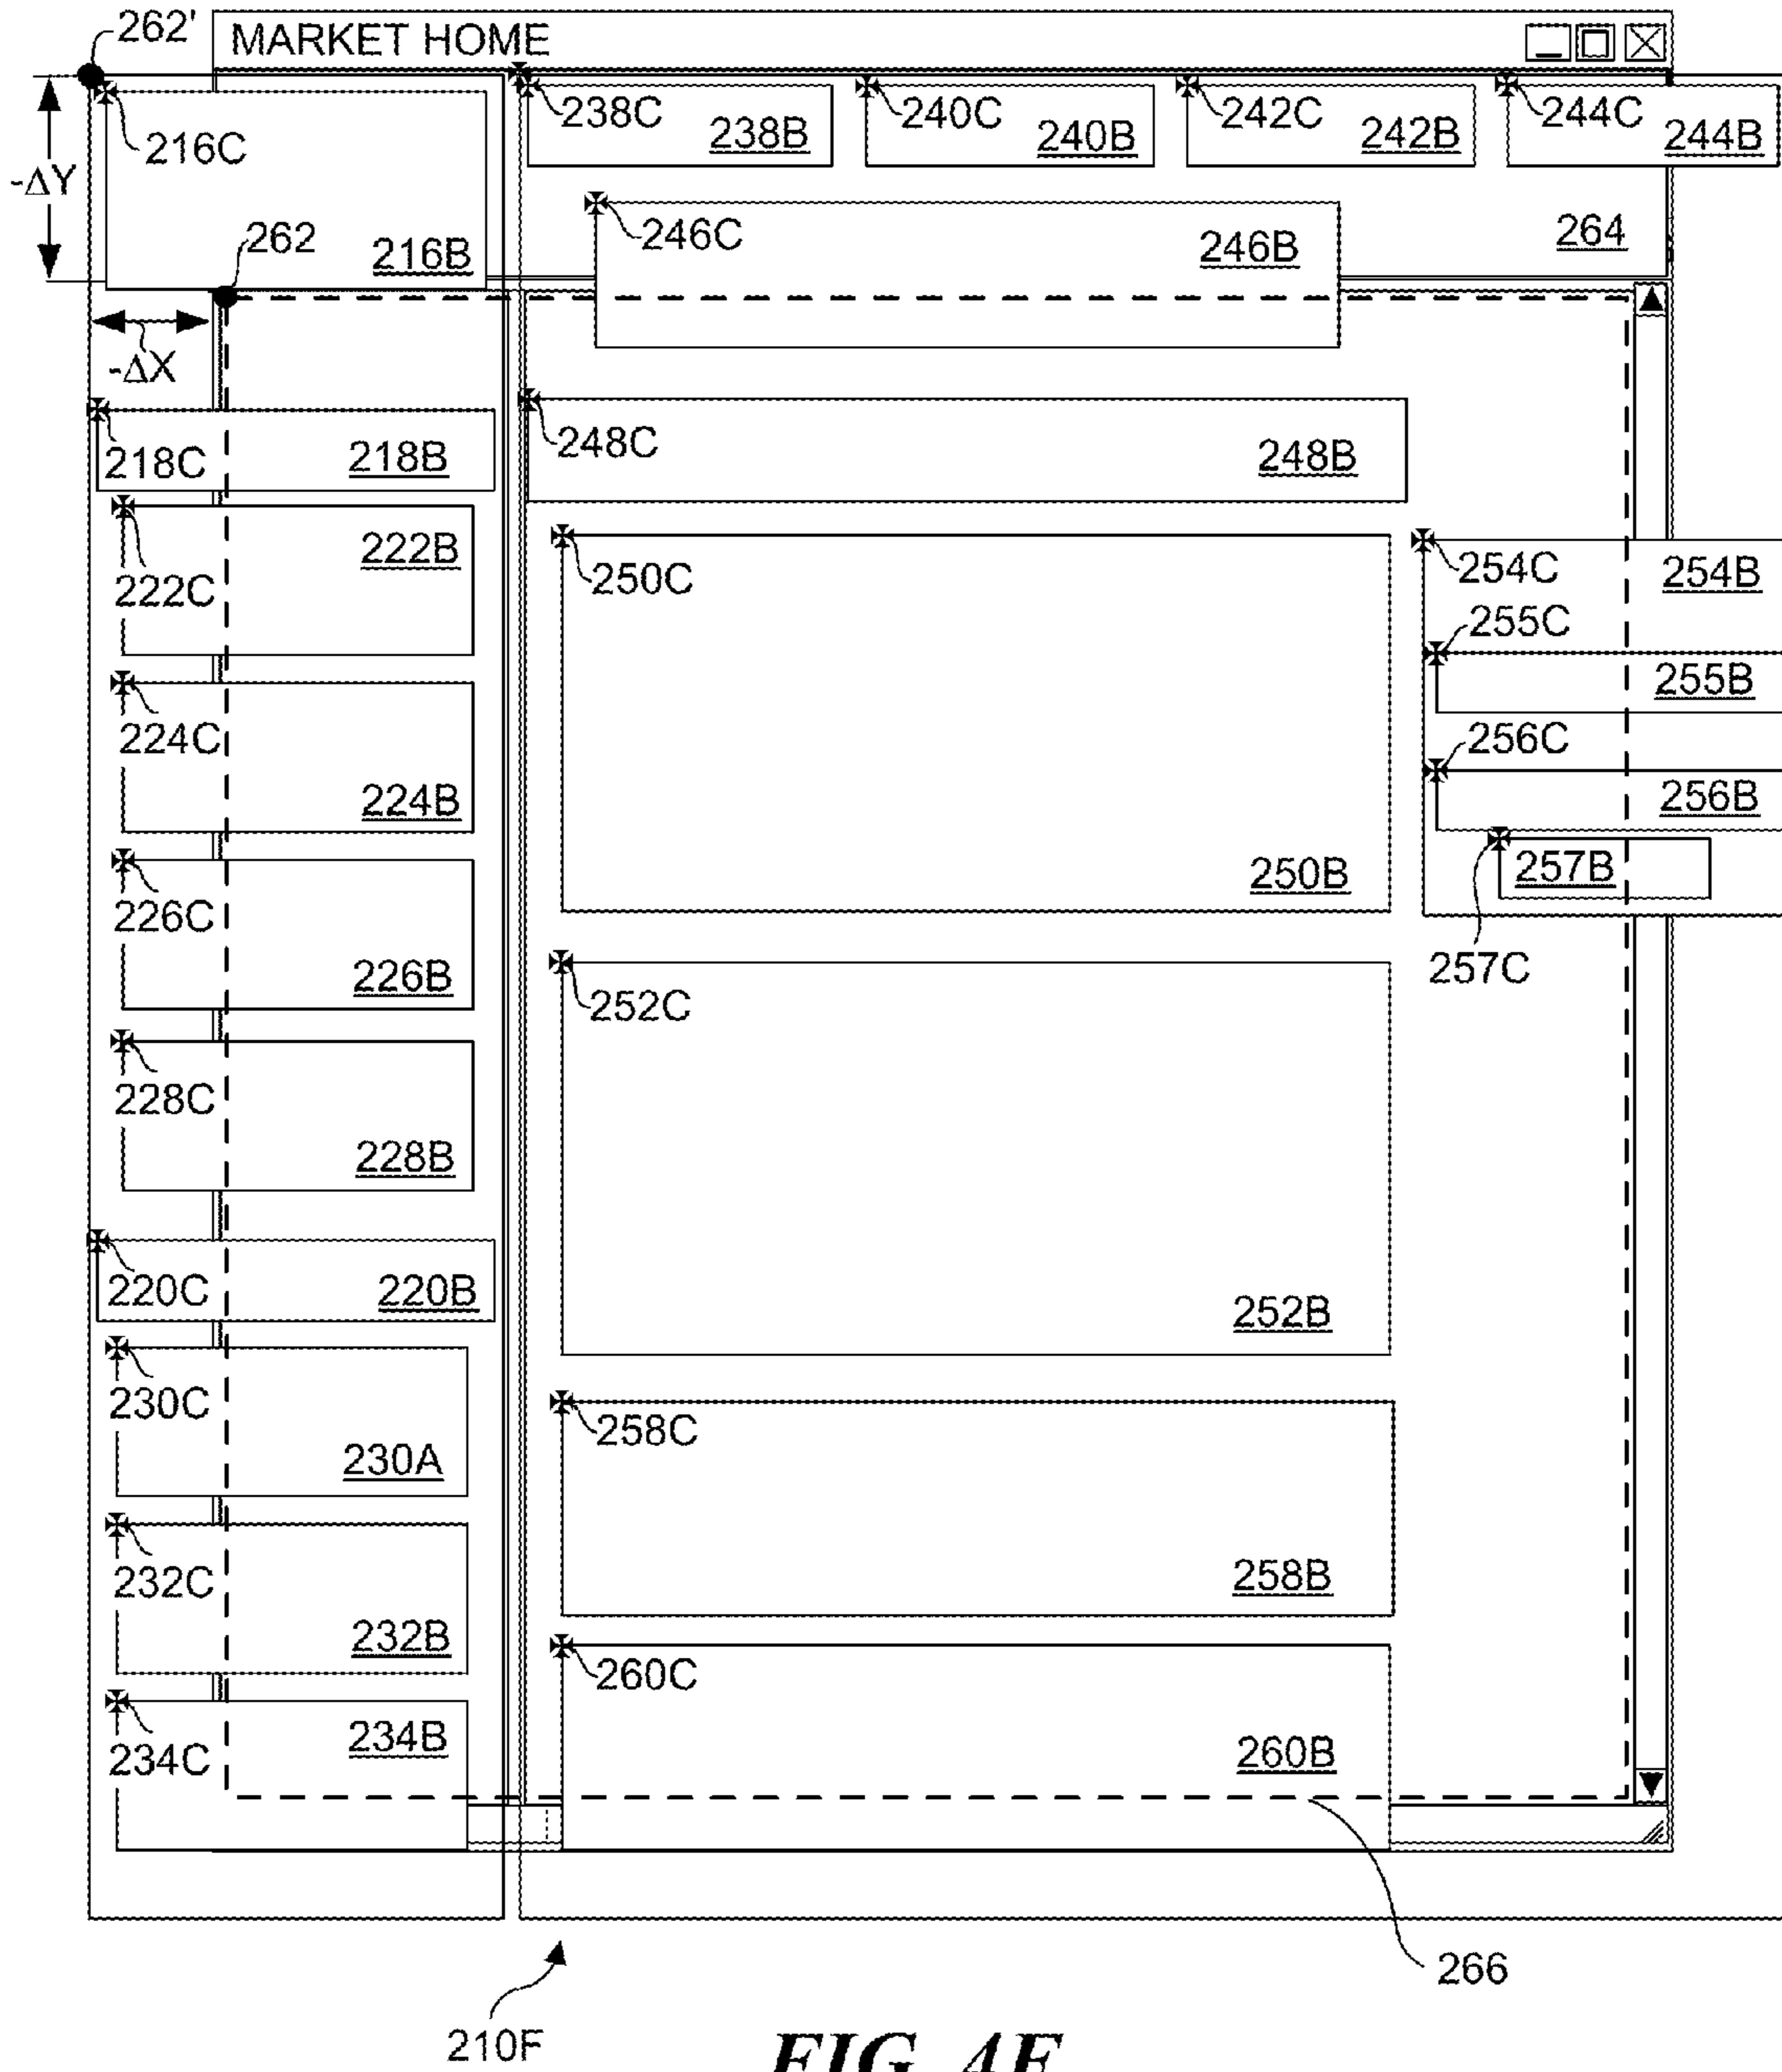 262'
MARKET HOME
216C
238C
238B
240C
240B
242C
242B
244C
244B
-ΔY
262
216B
246C
246B
264
-ΔX
218C
218B
248C
248B
222B
222C
250C
254C
254B
255C
255B
224C
224B
256C
256B
250B
257B
226C
226B
257C
252C
228C
228B
220C
220B
252B
230C
230A
258C
232C
232B
258B
260C
234C
234B
260B
266
210F
FIG. 4F